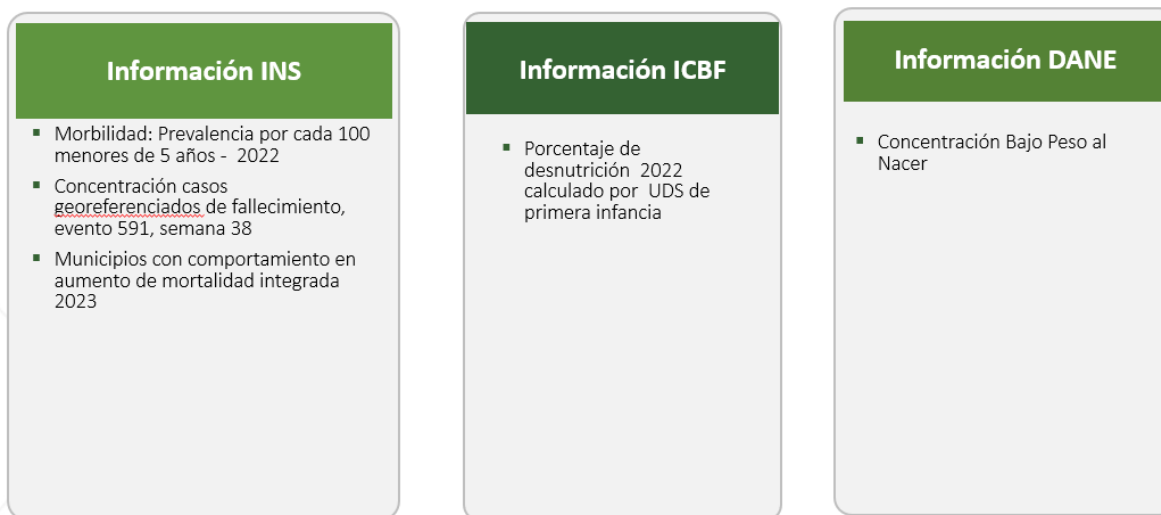 Información INS
Morbilidad: Prevalencia por cada 100
menores de 5 años - 2022
Concentración casos
georeferenciados de fallecimiento,
evento 591, semana 38
Municipios con comportamiento en
aumento de mortalidad integrada
2023
Información ICBF
Porcentaje de
desnutrición 2022
calculado por UDS de
primera infancia
Información DANE
Concentración Bajo Peso al
Nacer